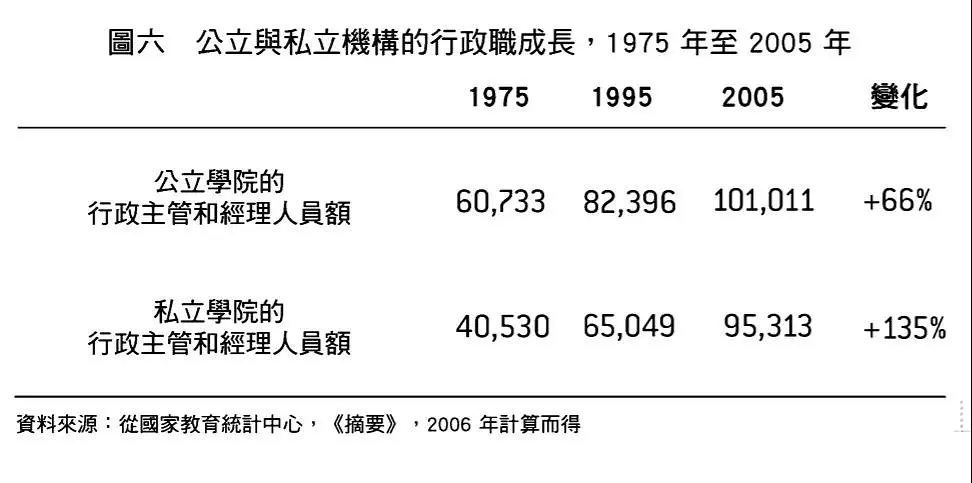 圖六　公立與私立機構的行政職成長，1975 年至 2005 年
1975 1995 2005 變化
公立學院的
行政主管和經理人員額 60,733 82,396 101,011 +66%
私立學院的
行政主管和經理人員額 40,530 65,049 95,313 +135%
資料來源：從國家教育統計中心，《摘要》，2006 年計算而得